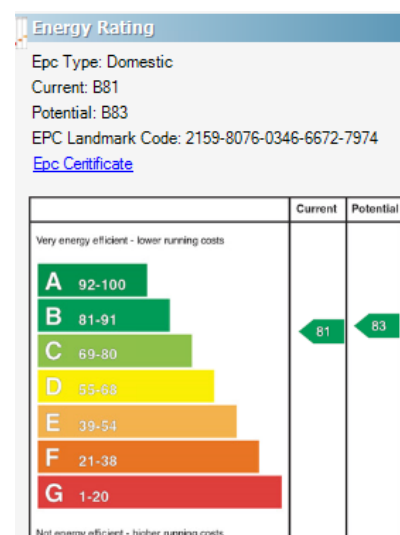 Energy Rating
Epc Type: Domestic
Current: B81
Potential: B83
EPC Landmark Code: 2159-8076-0346-6672-7974
Epc Ceritificate
Current Potential
Very energy efficient - lower running costs
A 92-100
B 81-91
81 83
C 69-80
D 55-68
E 39-54
F 21-38
G 1-20
Not energy efficient - higher running costs